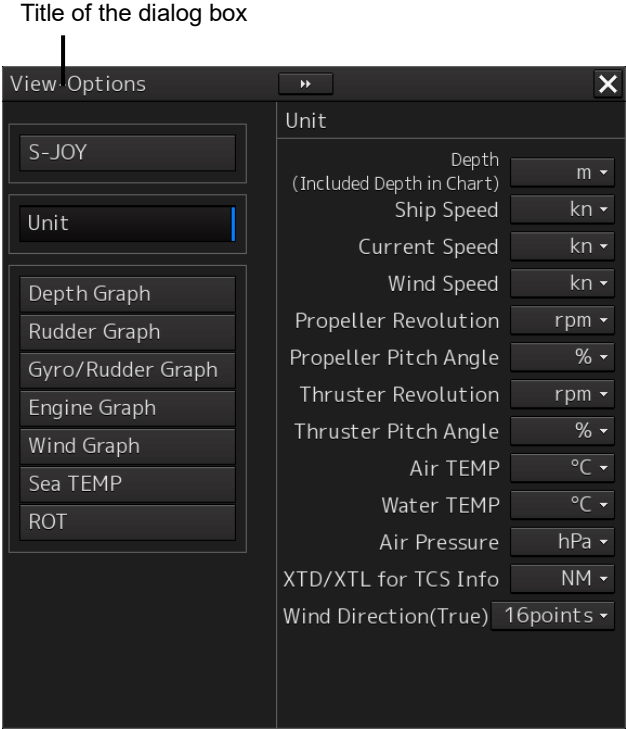 Title of the dialog box
View Options
S-JOY
Unit
Depth Graph
Rudder Graph
Gyro/Rudder Graph
Engine Graph
Wind Graph
Sea TEMP
ROT
Unit
Depth
(Included Depth in Chart) m
Ship Speed kn
Current Speed kn
Wind Speed kn
Propeller Revolution rpm
Propeller Pitch Angle %
Thruster Revolution rpm
Thruster Pitch Angle %
Air TEMP °C
Water TEMP °C
Air Pressure hPa
XTD/XTL for TCS Info NM
Wind Direction(True) 16points